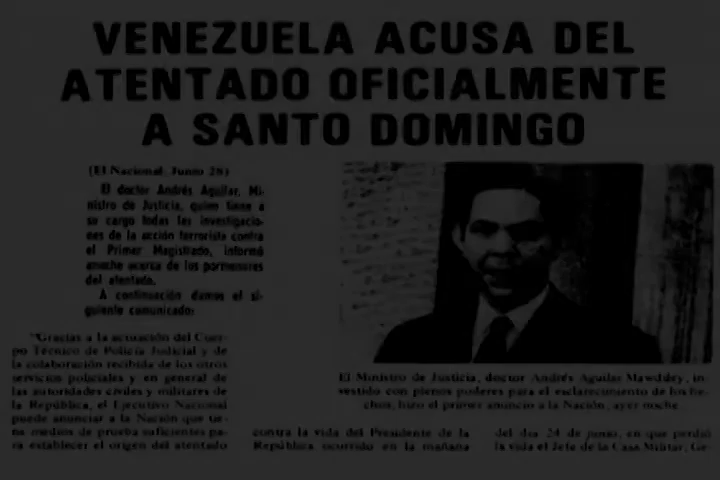 VENEZUELA ACUSA DEL
ATENTADO OFICIALMENTE
A SANTO DOMINGO
(El Nacional, Junio 28)
El doctor Andrés Aguilar, Mi-
nistro de Justicia, quien tiene a
su cargo todas las investigacio-
nes de la acción terrorista contra
el Primer Magistrado, informó
anoche acerca de los pormenores
del atentado.
A continuación damos el si-
guiente comunicado:
"Gracias a la actuación del Cuer-
po Técnico de Policía Judicial y de
la colaboración recibida de los otros
servicios policiales y en general de
las autoridades civiles y militares de
la República, el Ejecutivo Nacional
puede anunciar a la Nación que tie-
ne medios de prueba suficientes pa-
ra establecer el origen del atentado
El Ministro de Justicia, doctor Andrés Aguilar Mawdsley, in-
vestido con plenos poderes para el esclarecimiento de los he-
chos, hizo el primer anuncio a la Nación, ayer noche
contra la vida del Presidente de la
República ocurrido en la mañana
del día 24 de junio, en que perdió
la vida el Jefe de la Casa Militar, Ge-